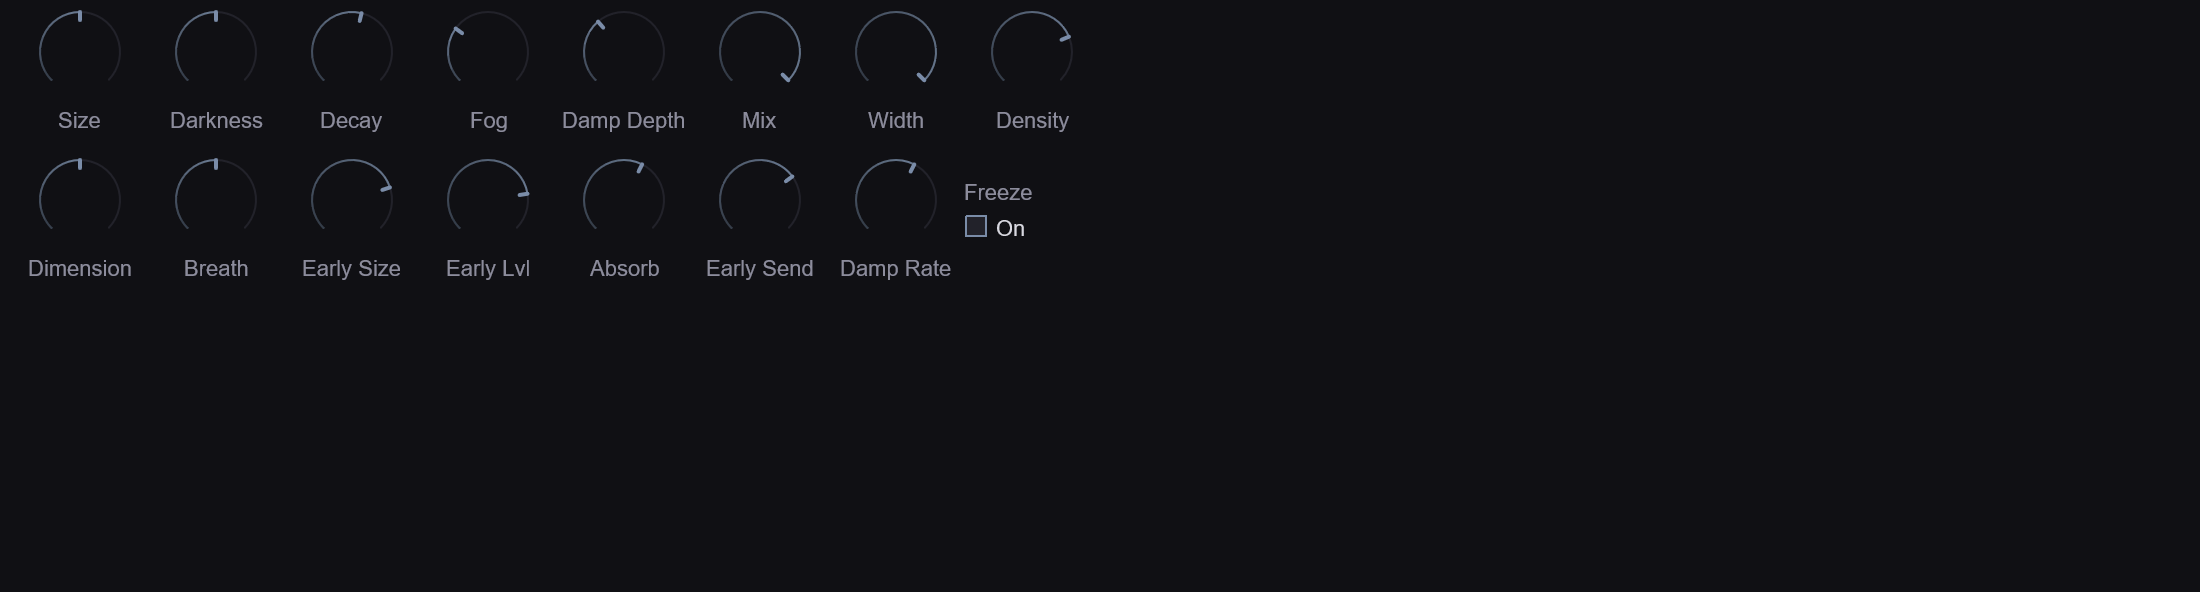 Size Darkness Decay Fog Damp Depth Mix Width Density
Dimension Breath Early Size Early Lvl Absorb Early Send Damp Rate Freeze
On